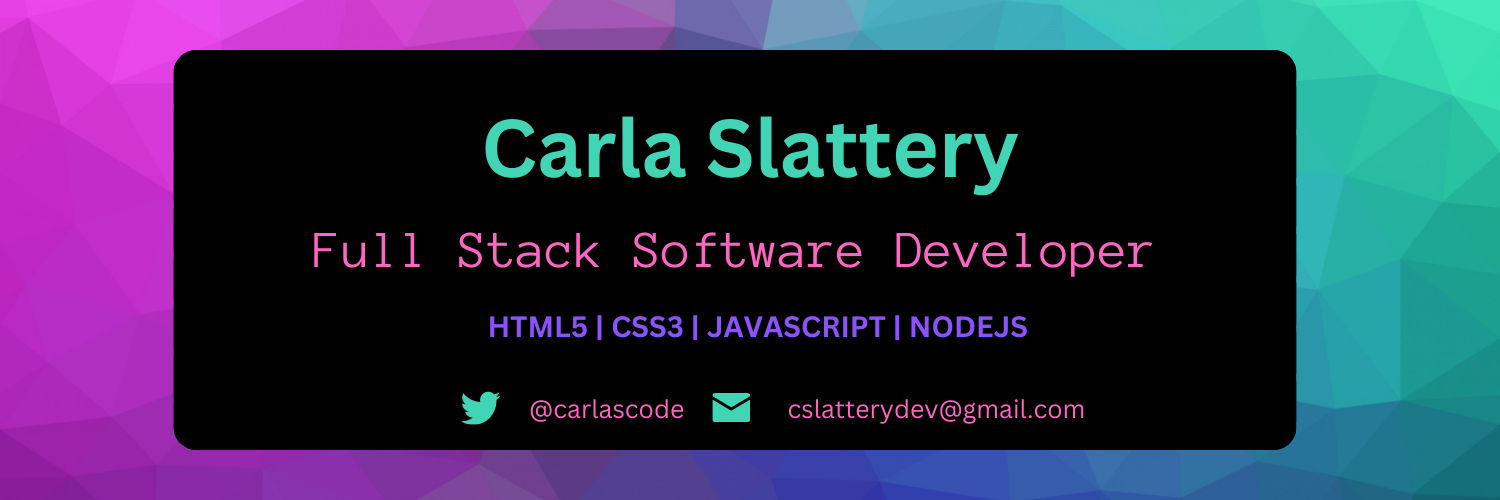 Carla Slattery
Full Stack Software Developer
HTML5 | CSS3 | JAVASCRIPT | NODEJS
@carlascode cslatterydev@gmail.com